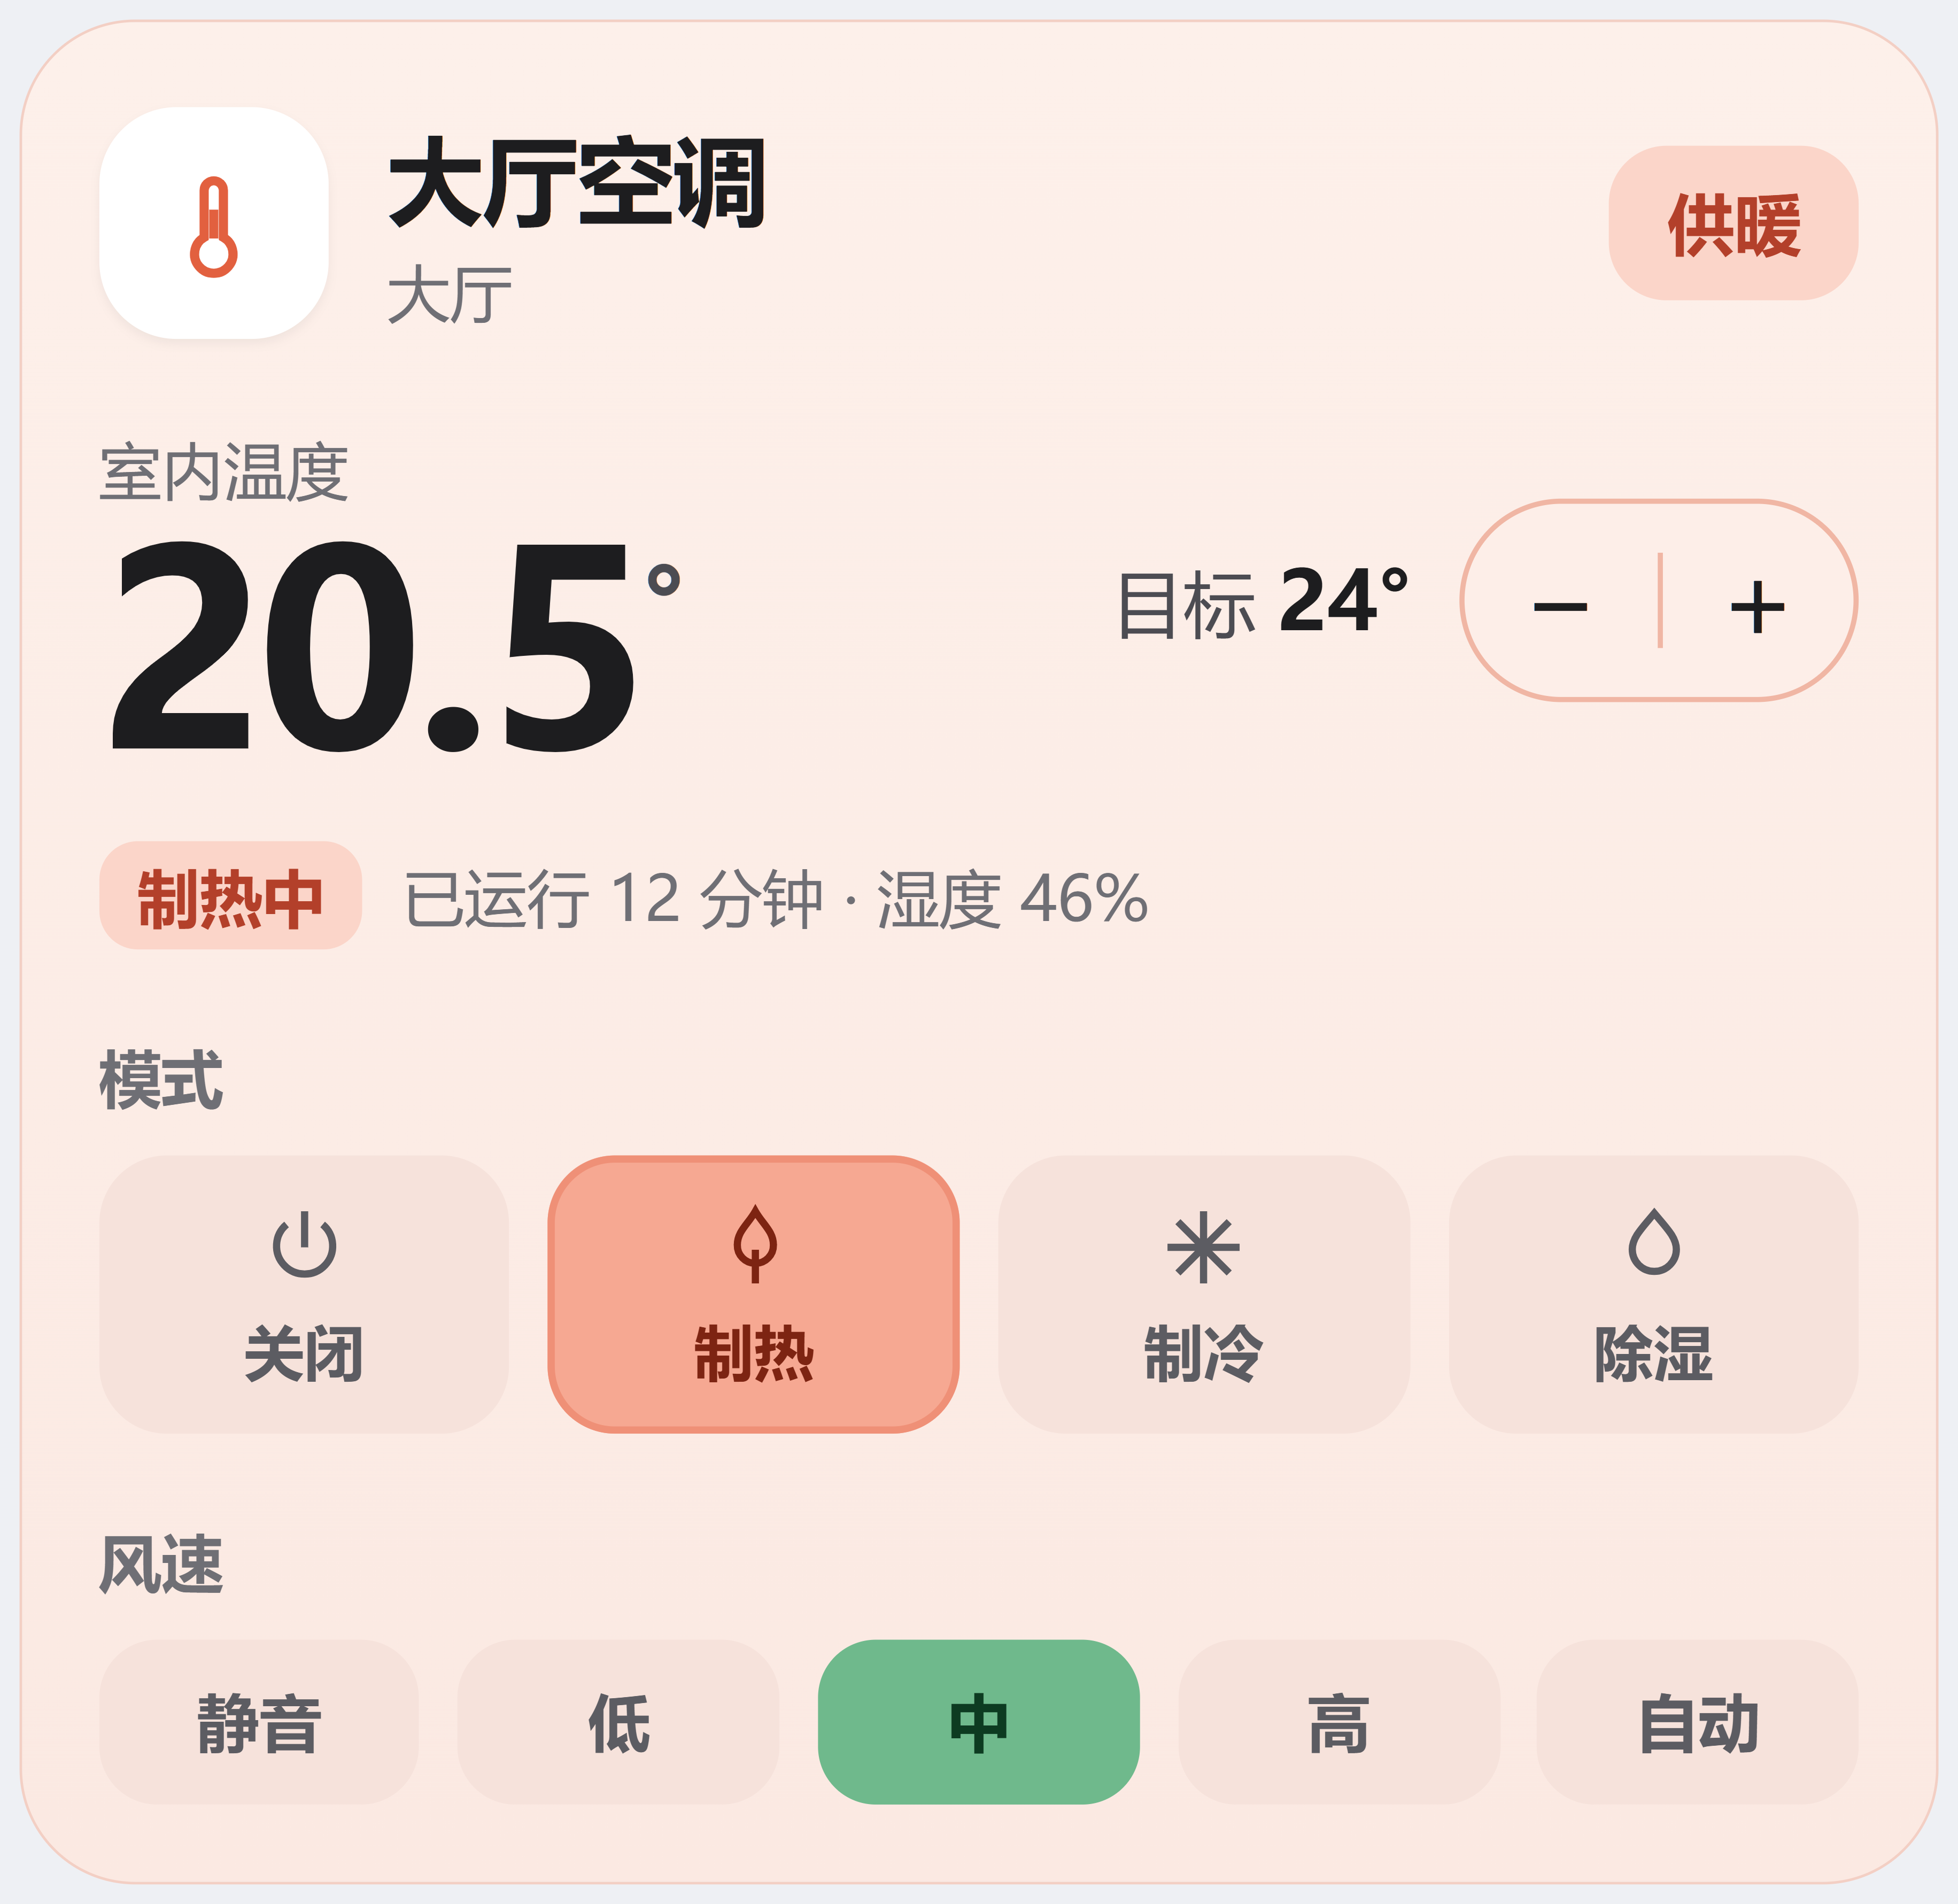 大厅空调
大厅
供暖
室内温度
20.5°
目标 24°
− +
制热中 已运行 12 分钟 · 湿度 46%
模式
关闭 制热 制冷 除湿
风速
静音 低 中 高 自动